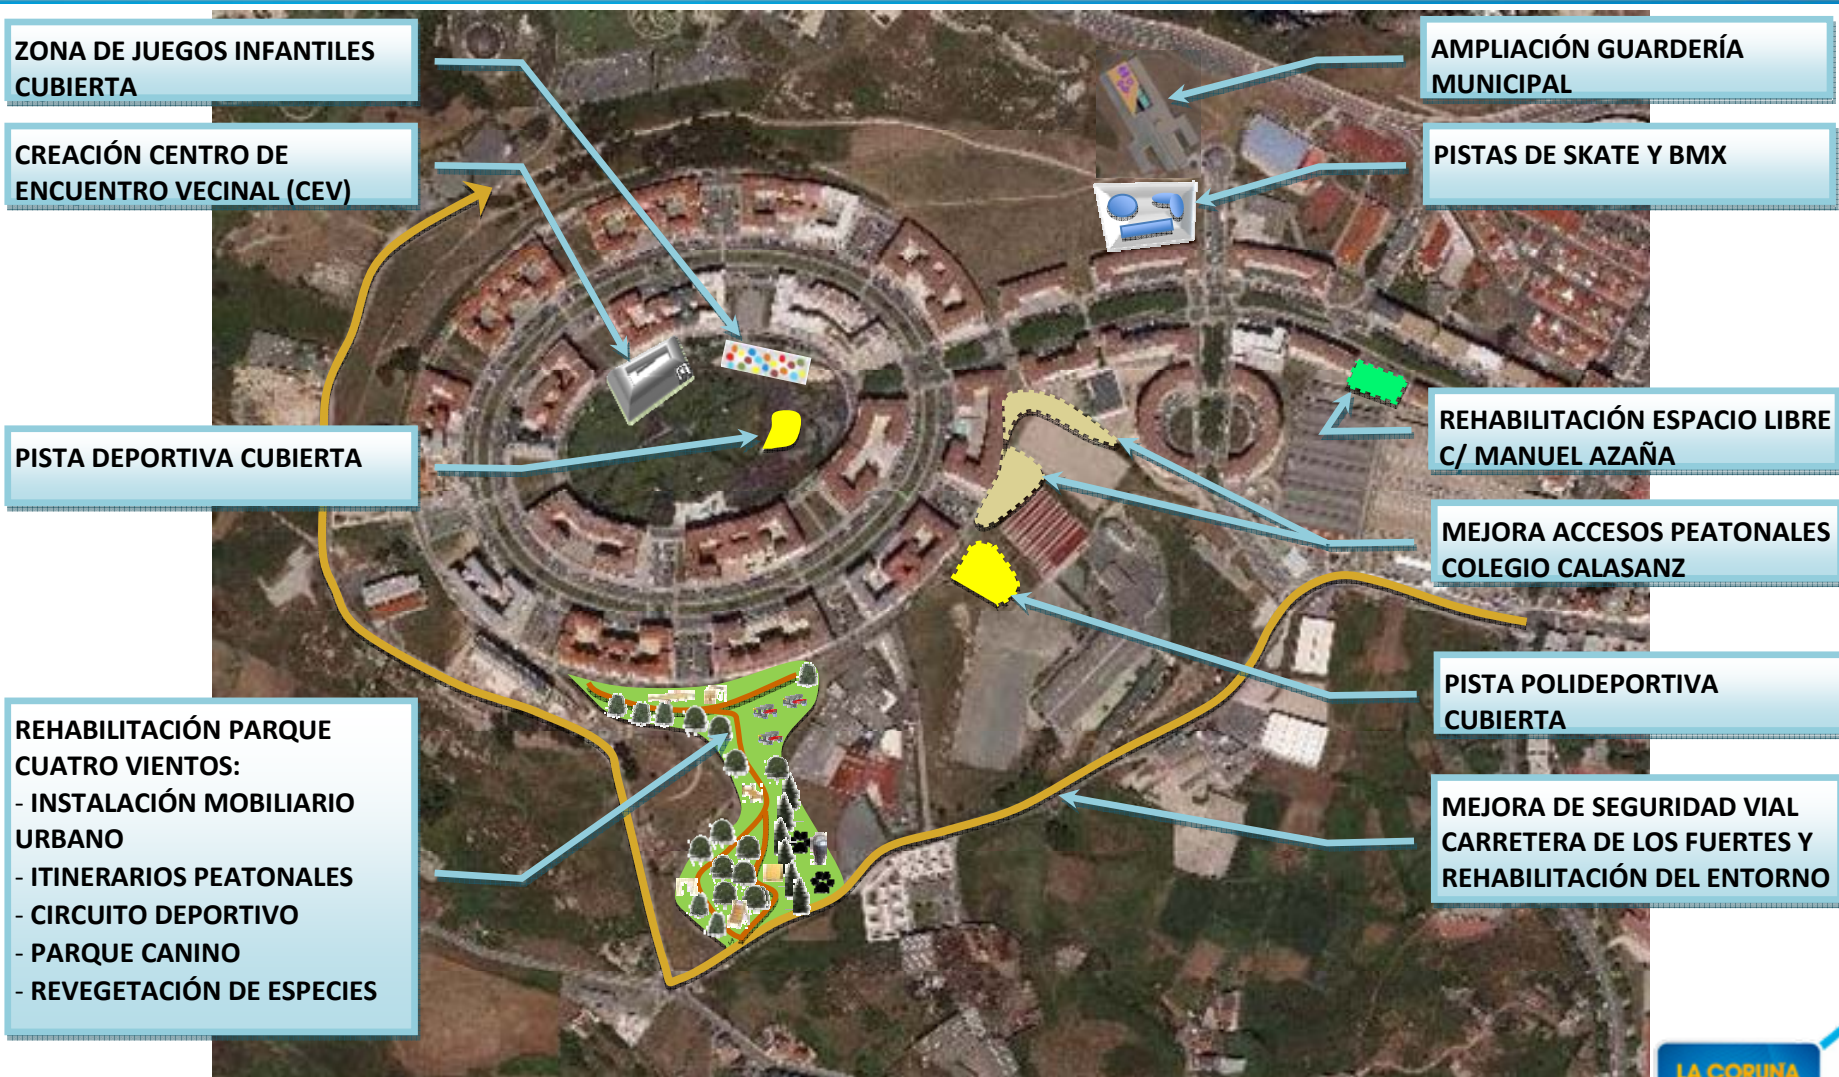 ZONA DE JUEGOS INFANTILES
CUBIERTA
CREACIÓN CENTRO DE
ENCUENTRO VECINAL (CEV)
PISTA DEPORTIVA CUBIERTA
REHABILITACIÓN PARQUE
CUATRO VIENTOS:
- INSTALACIÓN MOBILIARIO
URBANO
- ITINERARIOS PEATONALES
- CIRCUITO DEPORTIVO
- PARQUE CANINO
- REVEGETACIÓN DE ESPECIES
AMPLIACIÓN GUARDERÍA
MUNICIPAL
PISTAS DE SKATE Y BMX
REHABILITACIÓN ESPACIO LIBRE
C/ MANUEL AZAÑA
MEJORA ACCESOS PEATONALES
COLEGIO CALASANZ
PISTA POLIDEPORTIVA
CUBIERTA
MEJORA DE SEGURIDAD VIAL
CARRETERA DE LOS FUERTES Y
REHABILITACIÓN DEL ENTORNO
LA CORUÑA